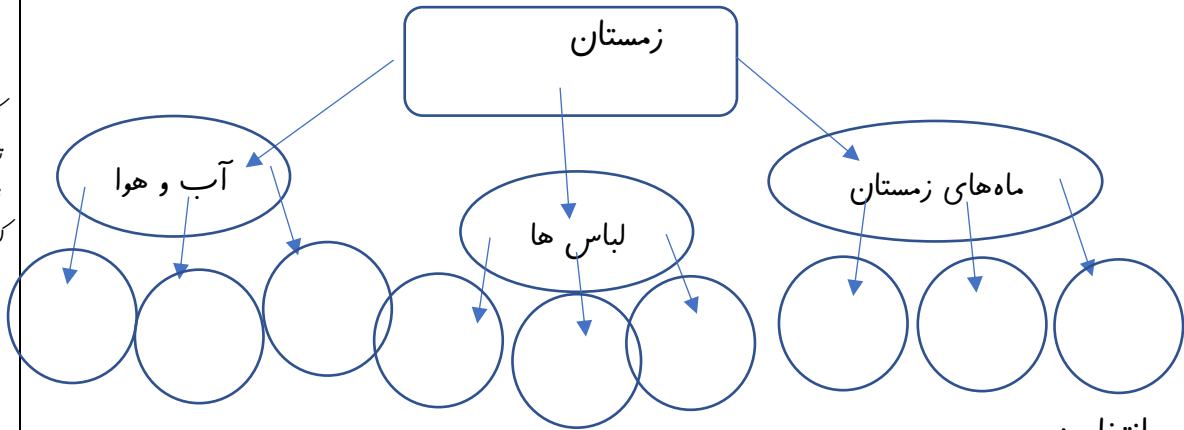 زمستان
ماه‌های زمستان
لباس ها
آب و هوا